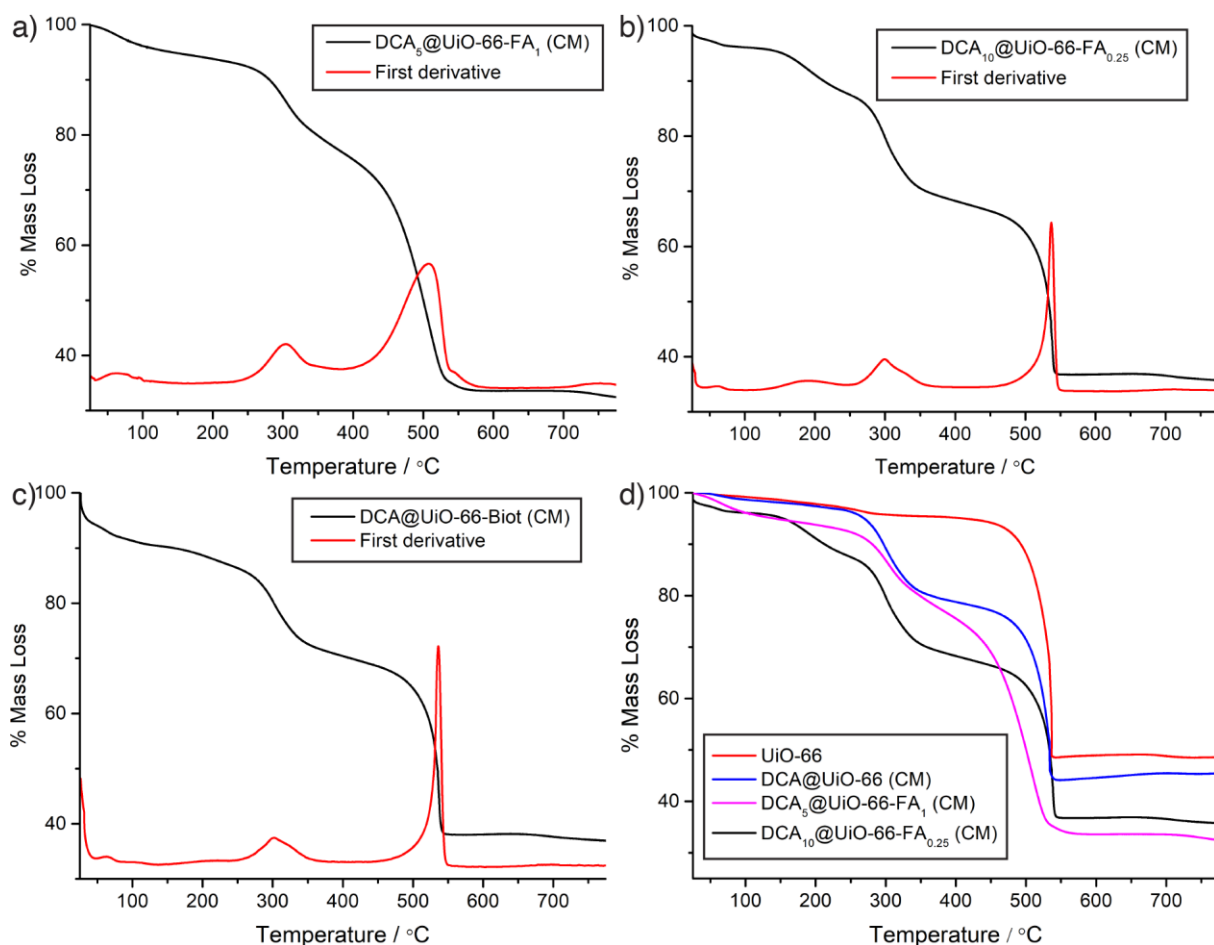 a)
DCA5@UiO-66-FA1 (CM)
First derivative
100
80
60
40
% Mass Loss
100 200 300 400 500 600 700
Temperature / °C
b)
DCA10@UiO-66-FA0.25 (CM)
First derivative
100
80
60
40
% Mass Loss
100 200 300 400 500 600 700
Temperature / °C
c)
DCA@UiO-66-Biot (CM)
First derivative
100
80
60
40
% Mass Loss
100 200 300 400 500 600 700
Temperature / °C
d)
100
80
60
40
% Mass Loss
UiO-66
DCA@UiO-66 (CM)
DCA5@UiO-66-FA1 (CM)
DCA10@UiO-66-FA0.25 (CM)
100 200 300 400 500 600 700
Temperature / °C